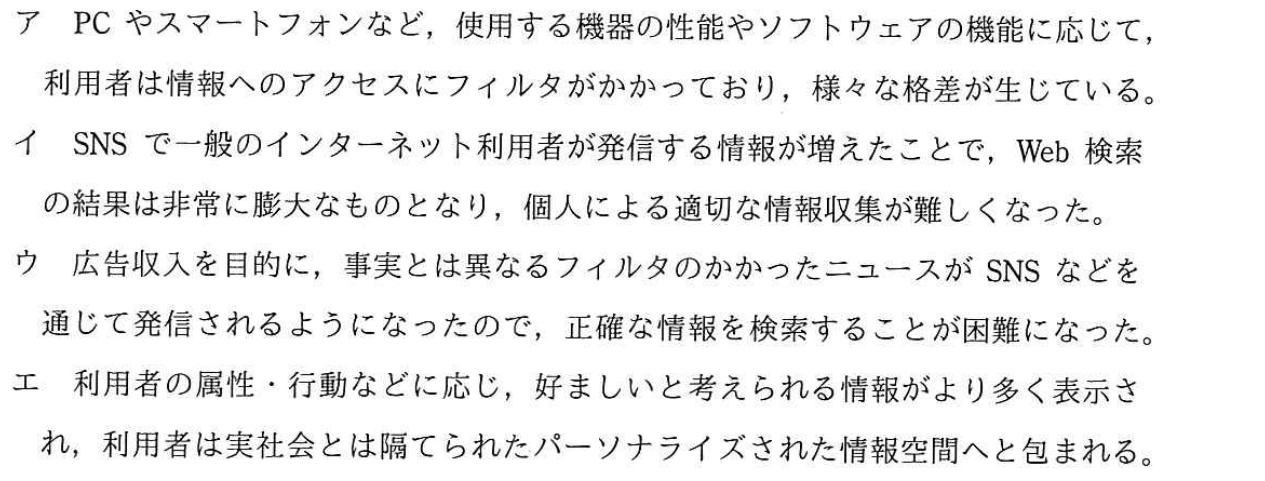 ア　PC やスマートフォンなど，使用する機器の性能やソフトウェアの機能に応じて，
利用者は情報へのアクセスにフィルタがかかっており，様々な格差が生じている。
イ　SNS で一般のインターネット利用者が発信する情報が増えたことで，Web 検索
の結果は非常に膨大なものとなり，個人による適切な情報収集が難しくなった。
ウ　広告収入を目的に，事実とは異なるフィルタのかかったニュースが SNS などを
通じて発信されるようになったので，正確な情報を検索することが困難になった。
エ　利用者の属性・行動などに応じ，好ましいと考えられる情報がより多く表示さ
れ，利用者は実社会とは隔てられたパーソナライズされた情報空間へと包まれる。